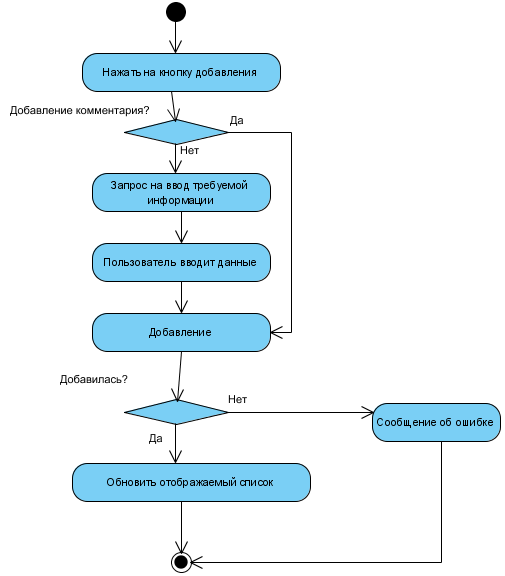 Нажать на кнопку добавления
Добавление комментария?
Да
Нет
Запрос на ввод требуемой
информации
Пользователь вводит данные
Добавление
Добавилась?
Нет
Сообщение об ошибке
Да
Обновить отображаемый список